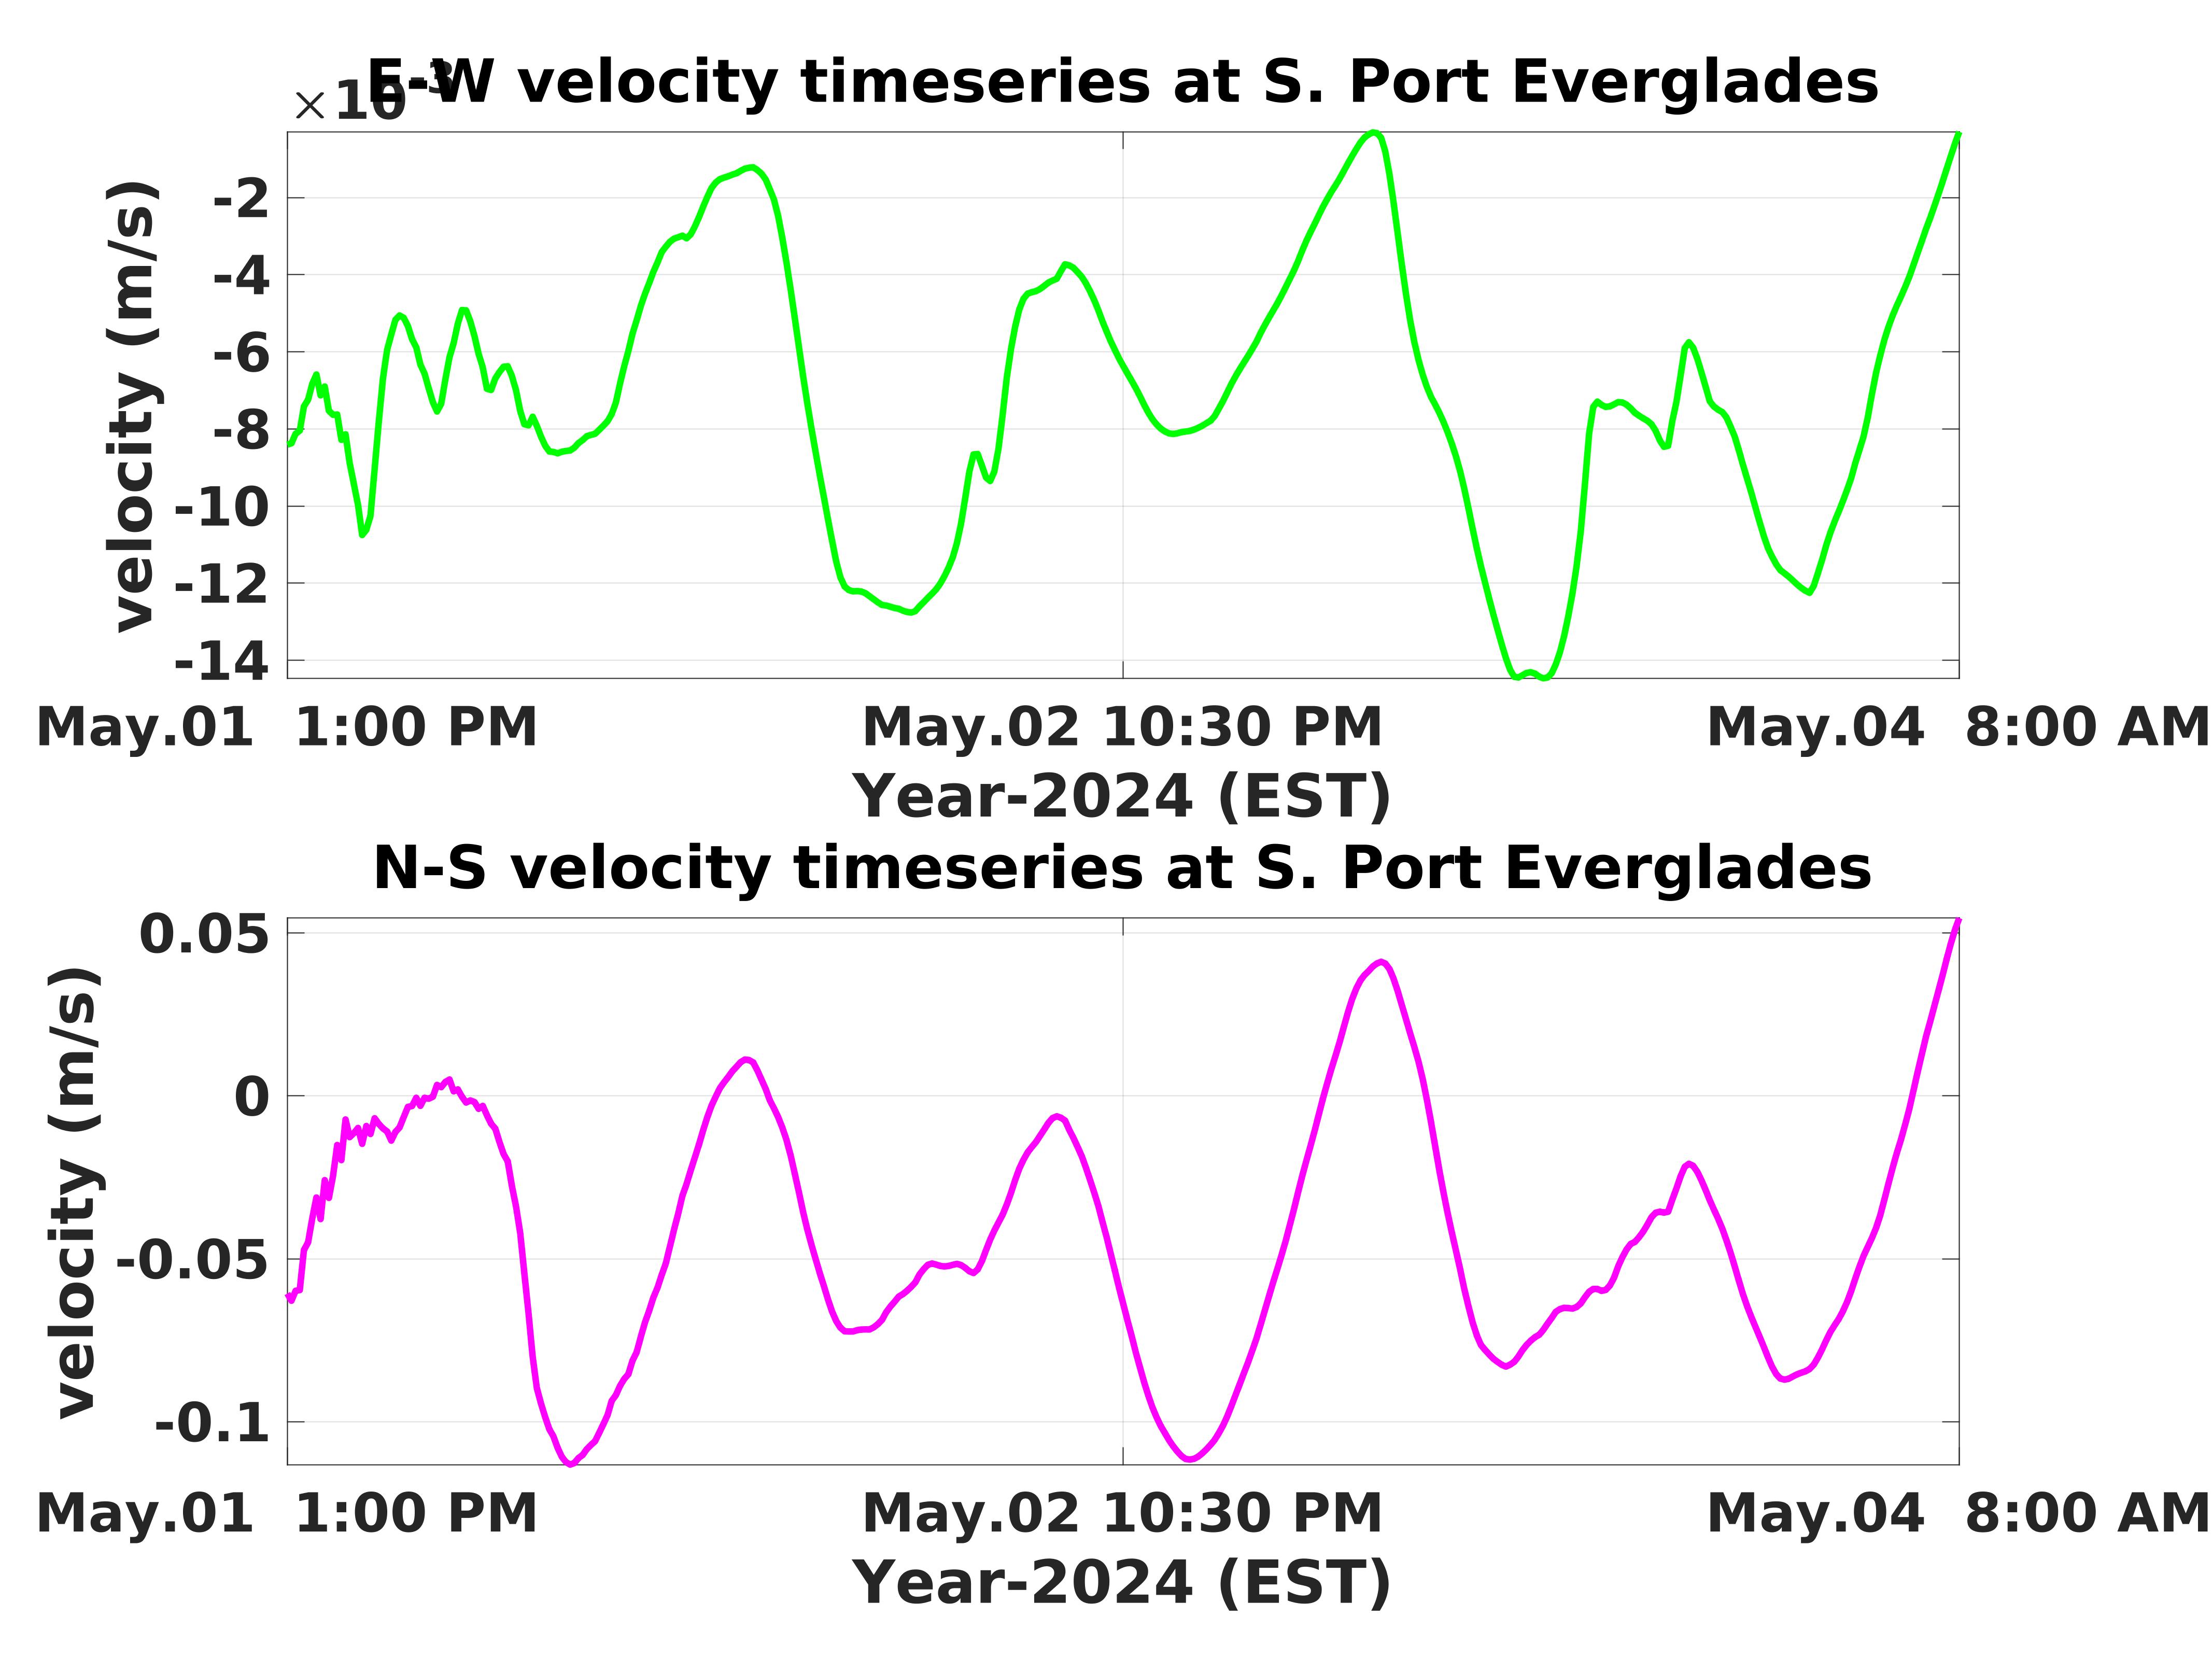 E-W velocity timeseries at S. Port Everglades
×10-3
velocity (m/s)
-2
-4
-6
-8
-10
-12
-14
May.01 1:00 PM
May.02 10:30 PM
May.04 8:00 AM
Year-2024 (EST)
N-S velocity timeseries at S. Port Everglades
velocity (m/s)
0.05
0
-0.05
-0.1
May.01 1:00 PM
May.02 10:30 PM
May.04 8:00 AM
Year-2024 (EST)